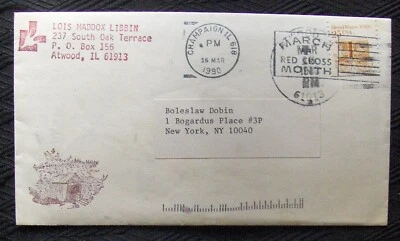 LOIS MADDOX LIBBIN
237 South Oak Terrace
P. O. Box 156
Atwood, IL 61913
CHAMPAIGN IL 618
PM
16 MAR
1990
MARCH
RED CROSS
MONTH
Boleslaw Dobin
1 Bogardus Place #3P
New York, NY 10040